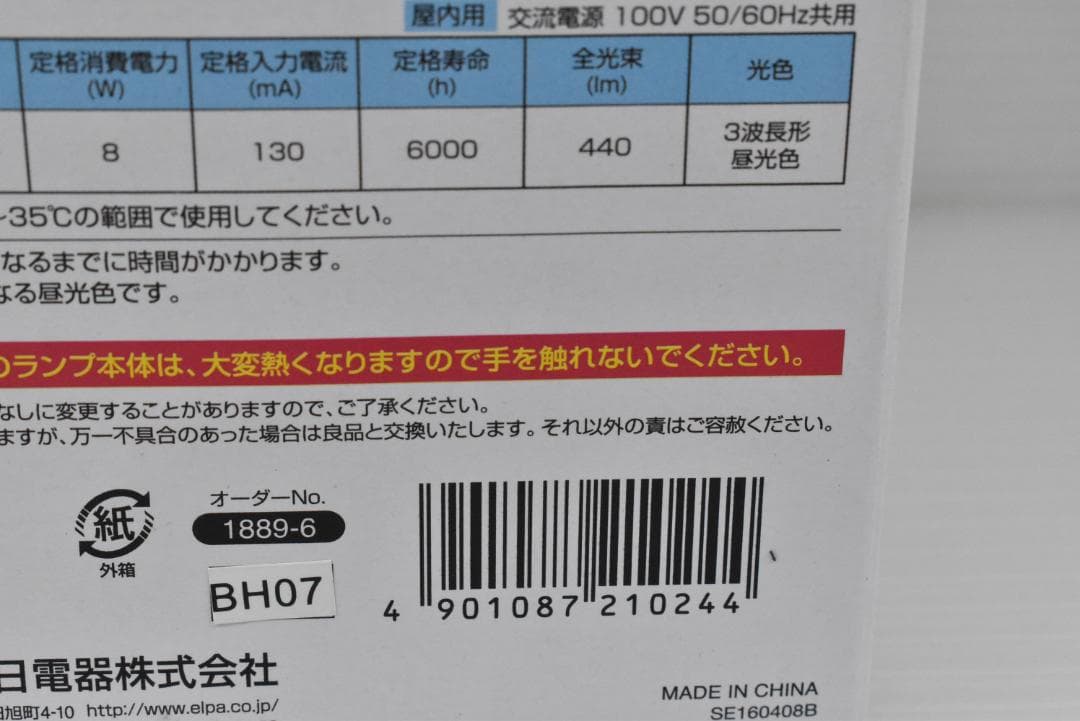 屋内用 交流電源 100V 50/60Hz共用
定格消費電力 (W) 定格入力電流 (mA) 定格寿命 (h) 全光束 (lm) 光色
8 130 6000 440 3波長形 昼光色
~35℃の範囲で使用してください。
なるまでに時間がかかります。
なる昼光色です。
のランプ本体は、大変熱くなりますので手を触れないでください。
なしに変更することがありますので、ご了承ください。
ますが、万一不具合のあった場合は良品と交換いたします。それ以外の責はご容赦ください。
紙
外箱
オーダーNo.
1889-6
BH07
4 901087 210244
日電器株式会社
旭町4-10 http://www.elpa.co.jp/
MADE IN CHINA
SE160408B